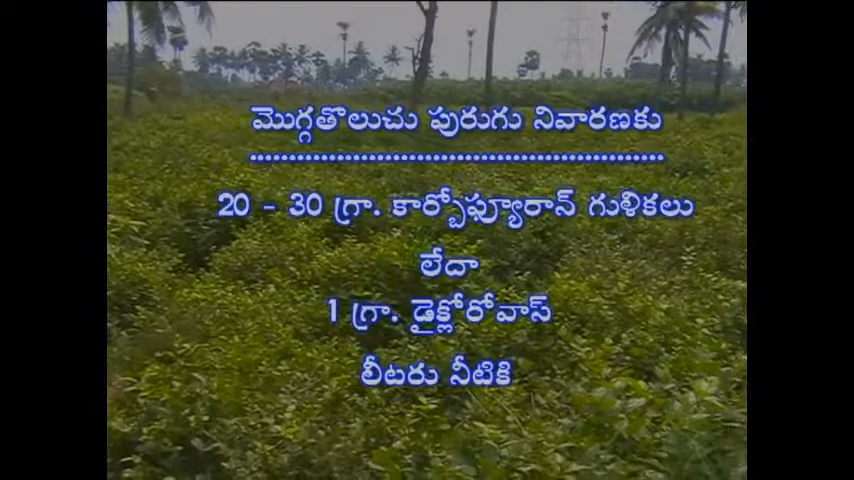 మొగ్గతొలుచు పురుగు నివారణకు
20 - 30 గ్రా. కార్బోఫ్యూరాన్ గుళికలు
లేదా
1 గ్రా. డైక్లోరోవాస్
లీటరు నీటికి